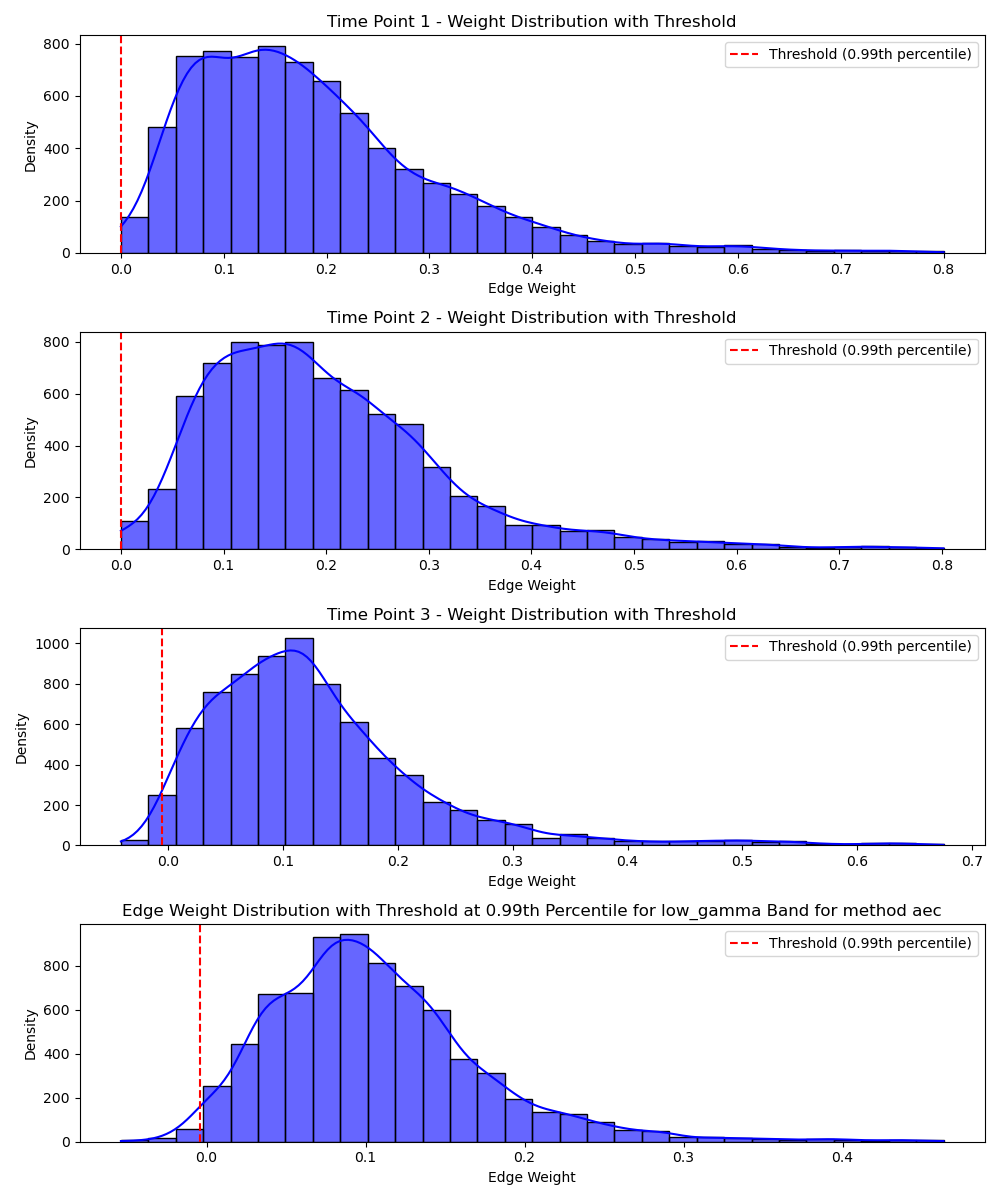 Time Point 1 - Weight Distribution with Threshold
Threshold (0.99th percentile)
Density
800
600
400
200
0
0.0 0.1 0.2 0.3 0.4 0.5 0.6 0.7 0.8
Edge Weight
Time Point 2 - Weight Distribution with Threshold
Threshold (0.99th percentile)
Density
800
600
400
200
0
0.0 0.1 0.2 0.3 0.4 0.5 0.6 0.7 0.8
Edge Weight
Time Point 3 - Weight Distribution with Threshold
Threshold (0.99th percentile)
Density
1000
800
600
400
200
0
0.0 0.1 0.2 0.3 0.4 0.5 0.6 0.7
Edge Weight
Edge Weight Distribution with Threshold at 0.99th Percentile for low_gamma Band for method aec
Threshold (0.99th percentile)
Density
800
600
400
200
0
0.0 0.1 0.2 0.3 0.4
Edge Weight